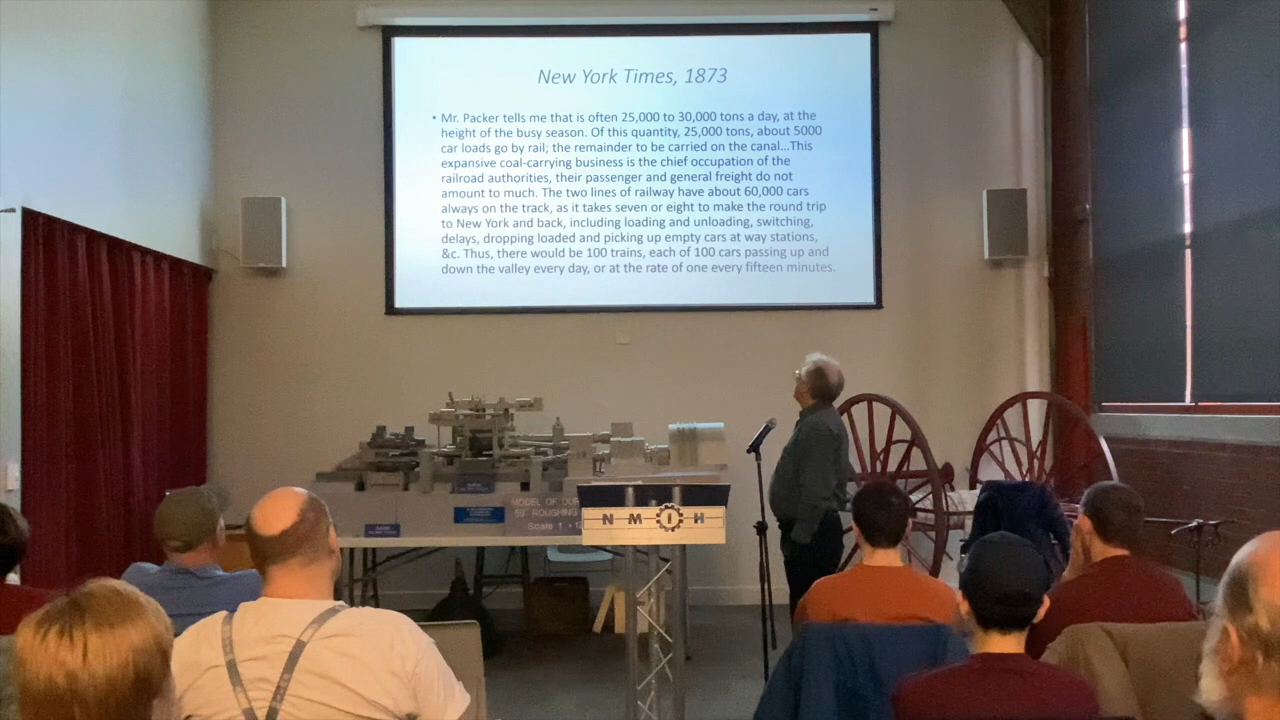 New York Times, 1873
• Mr. Packer tells me that is often 25,000 to 30,000 tons a day, at the
height of the busy season. Of this quantity, 25,000 tons, about 5000
car loads go by rail; the remainder to be carried on the canal...This
expansive coal-carrying business is the chief occupation of the
railroad authorities, their passenger and general freight do not
amount to much. The two lines of railway have about 60,000 cars
always on the track, as it takes seven or eight to make the round trip
to New York and back, including loading and unloading, switching,
delays, dropping loaded and picking up empty cars at way stations,
&c. Thus, there would be 100 trains, each of 100 cars passing up and
down the valley every day, or at the rate of one every fifteen minutes.
MODEL OF OUR
ROUGHING
Scale 1
NMIH